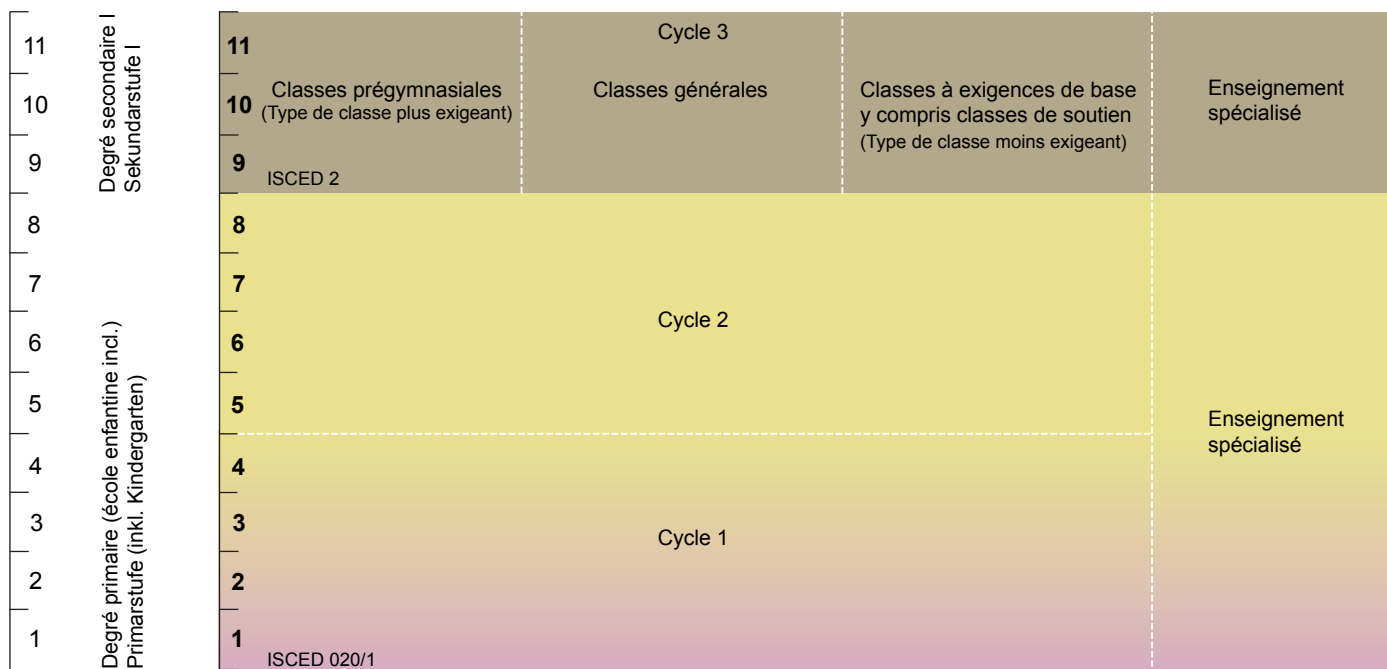 11
10
9
8
7
6
5
4
3
2
1
Degré secondaire I
Sekundarstufe I
Degré primaire (école enfantine incl.)
Primarstufe (inkl. Kindergarten)
11
10
9
8
7
6
5
4
3
2
1
Cycle 3
Classes prégymnasiales
(Type de classe plus exigeant)
Classes générales
Classes à exigences de base
y compris classes de soutien
(Type de classe moins exigeant)
Enseignement
spécialisé
ISCED 2
Cycle 2
Enseignement
spécialisé
Cycle 1
ISCED 020/1